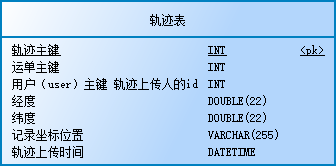 轨迹表
轨迹主键 INT <pk>
运单主键 INT
用户（user）主键 轨迹上传人的id INT
经度 DOUBLE(22)
纬度 DOUBLE(22)
记录坐标位置 VARCHAR(255)
轨迹上传时间 DATETIME